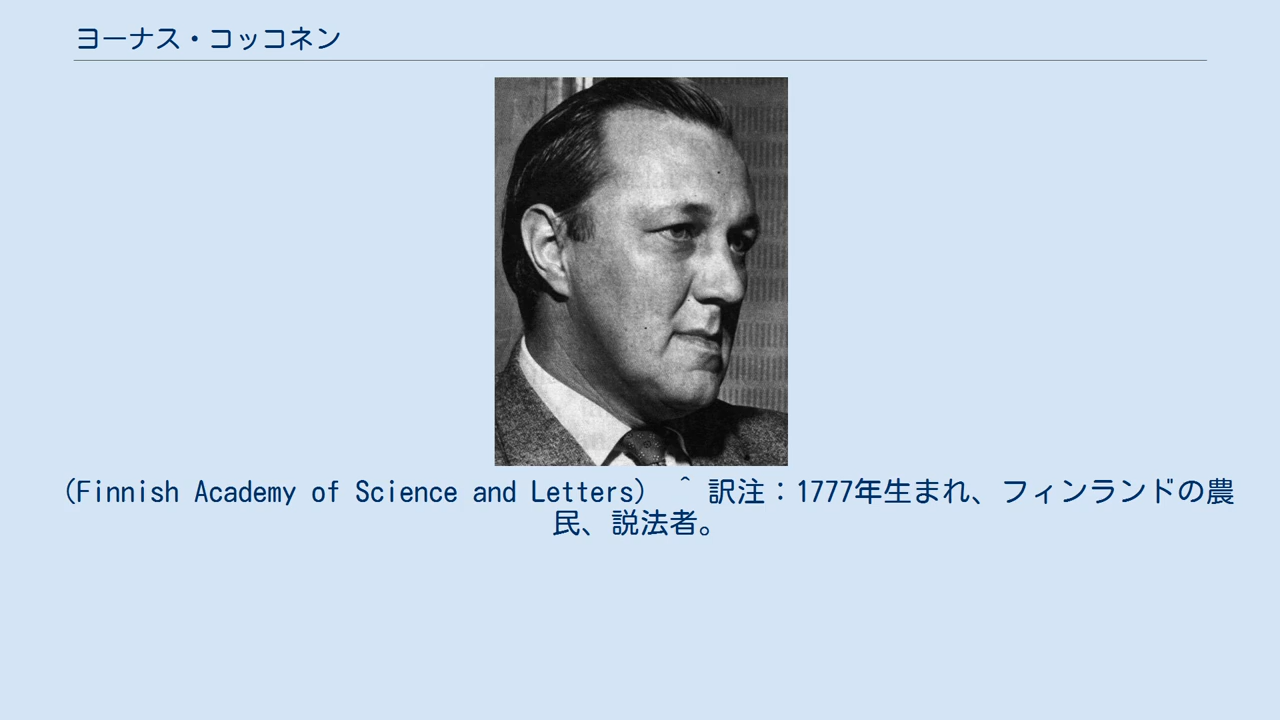 ヨーナス・コッコネン
(Finnish Academy of Science and Letters) ^ 訳注：1777年生まれ、フィンランドの農
民、説法者。